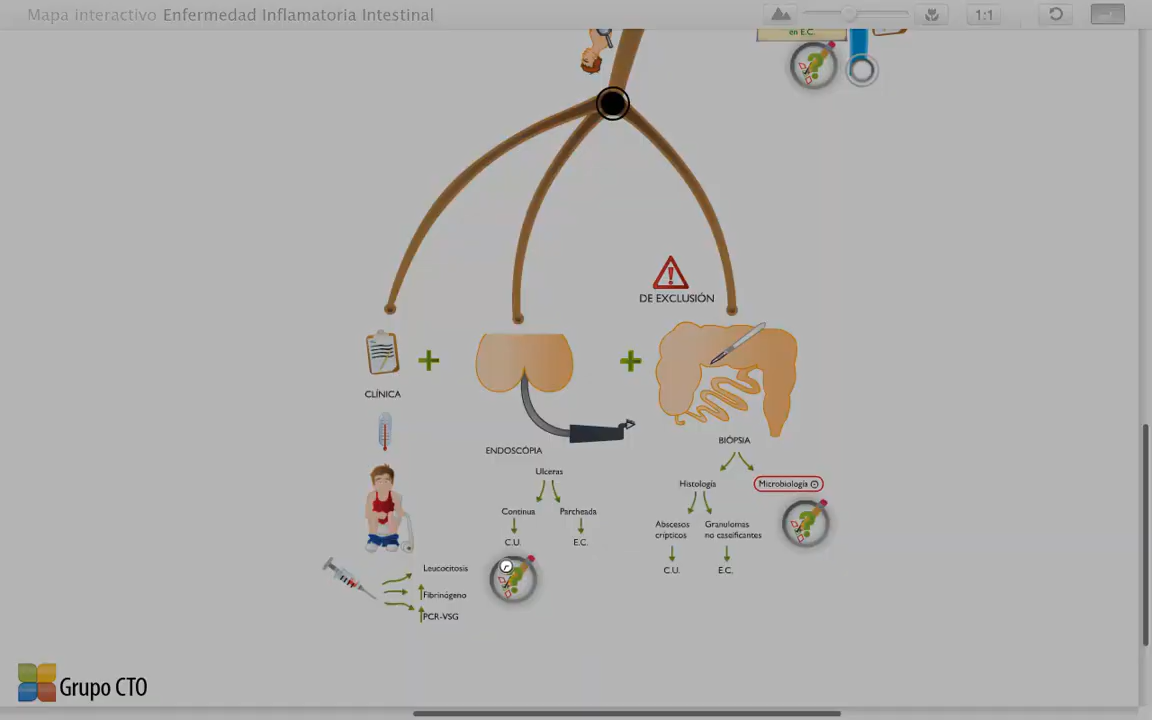 Mapa interactivo Enfermedad Inflamatoria Intestinal
1:1
en E.C.
DE EXCLUSIÓN
CLÍNICA
ENDOSCOPIA
BIÓPSIA
Ulceras
Continua
Parcheada
C.U.
E.C.
Histología
Microbiología
Abscesos
crípticos
Granulomas
no caseificantes
C.U.
E.C.
Leucocitosis
Fibrinógeno
PCR-VSG
Grupo CTO